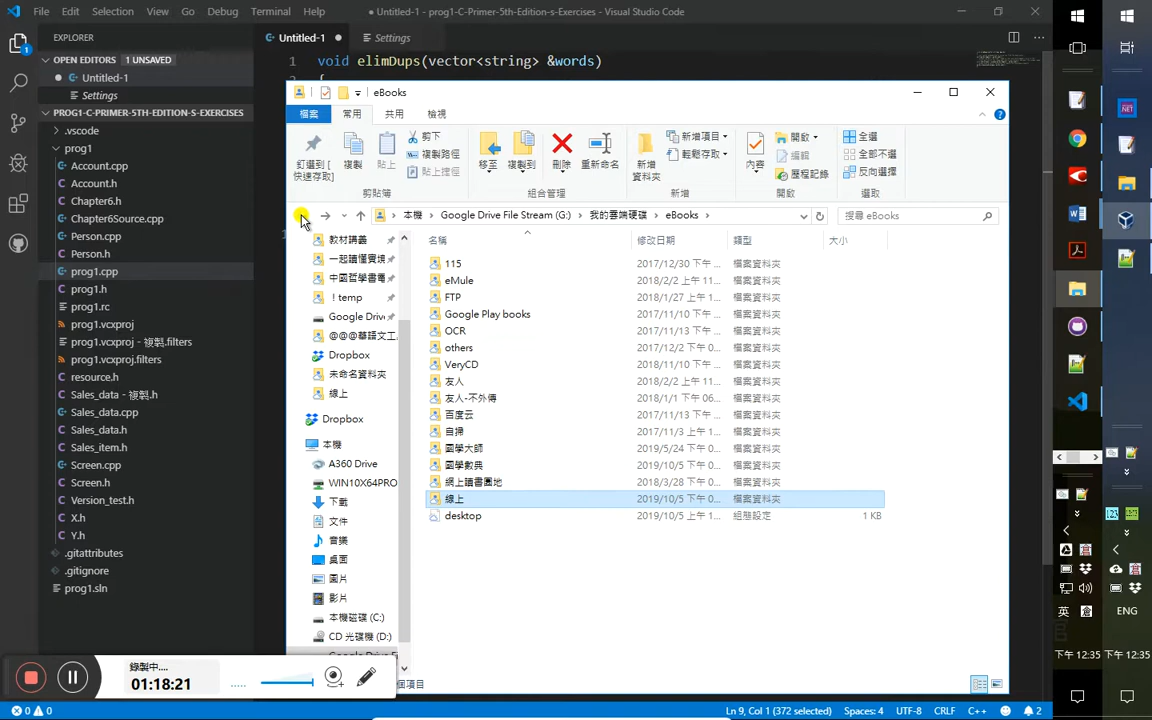 File Edit Selection View Go Debug Terminal Help
● Untitled-1 - prog1-C-Primer-5th-Edition-s-Exercises - Visual Studio Code
EXPLORER
OPEN EDITORS 1 UNSAVED
Untitled-1
Settings
PROG1-C-PRIMER-5TH-EDITION-S-EXERCISES
.vscode
prog1
Account.cpp
Account.h
Chapter6.h
Chapter6Source.cpp
Person.cpp
Person.h
prog1.cpp
prog1.h
prog1.rc
prog1.vcxproj
prog1.vcxproj - 複製.filters
prog1.vcxproj.filters
resource.h
Sales_data - 複製.h
Sales_data.cpp
Sales_data.h
Sales_item.h
Screen.cpp
Screen.h
Version_test.h
X.h
Y.h
.gitattributes
.gitignore
prog1.sln
Untitled-1 Settings
1 void elimDups(vector<string> &words)
2 {
eBooks
檔案 常用 共用 檢視
釘選到 [
快速存取]
複製
貼上
剪下
複製路徑
貼上捷徑
剪貼簿
移至 複製到 刪除 重新命名
組合管理
新增
資料夾
新增項目
輕鬆存取
新增
內容
開啟
編輯
歷程記錄
開啟
全選
全部不選
反向選擇
選取
本機 Google Drive File Stream (G:) 我的雲端硬碟 eBooks
搜尋 eBooks
教材講義
中國哲學書電
! temp
Google Driv
@@@華語文工
Dropbox
未命名資料夾
線上
Dropbox
本機
A360 Drive
WIN10X64PRO
下載
文件
音樂
桌面
圖片
影片
本機磁碟 (C:)
CD 光碟機 (D:)
名稱 修改日期 類型 大小
115 2017/12/30 下午 ... 檔案資料夾
eMule 2018/2/2 上午 11... 檔案資料夾
FTP 2018/1/27 上午 1... 檔案資料夾
Google Play books 2017/11/10 下午 ... 檔案資料夾
OCR 2017/11/13 下午 ... 檔案資料夾
others 2017/12/2 下午 0... 檔案資料夾
VeryCD 2018/11/10 下午 ... 檔案資料夾
友人 2018/2/2 上午 11... 檔案資料夾
友人-不外傳 2018/1/1 下午 06... 檔案資料夾
百度云 2017/11/13 下午 ... 檔案資料夾
自掃 2017/11/3 上午 1... 檔案資料夾
國學大師 2019/5/24 下午 0... 檔案資料夾
國學數典 2019/10/5 下午 0... 檔案資料夾
網上讀書園地 2018/3/28 下午 0... 檔案資料夾
線上 2019/10/5 下午 0... 檔案資料夾
desktop 2019/10/5 上午 1... 組態設定 1 KB
個項目
錄製中....
01:18:21
0 0
Ln 9, Col 1 (372 selected) Spaces: 4 UTF-8 CRLF C++ 2
英 倉
下午 12:35
ENG
下午 12:35